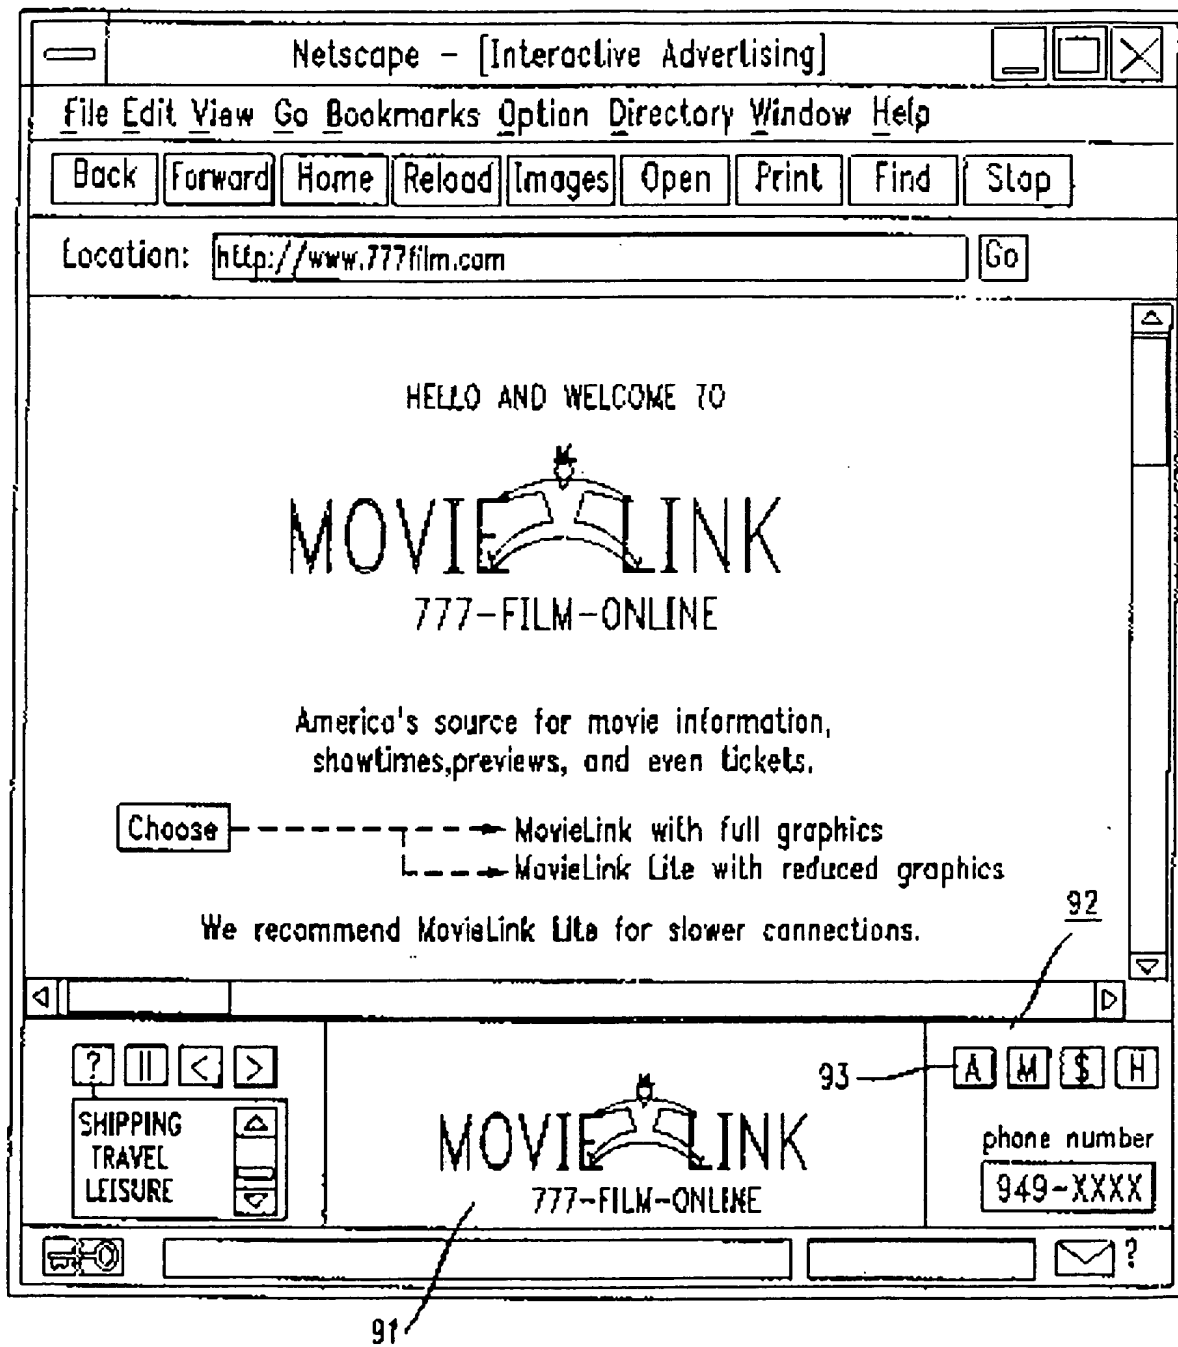 Netscape - [Interactive Advertising]
File Edit View Go Bookmarks Option Directory Window Help
Back Forward Home Reload Images Open Print Find Stop
Location: http://www.777film.com Go
HELLO AND WELCOME TO
MOVIE LINK
777-FILM-ONLINE
America's source for movie information,
showtimes,previews, and even tickets.
Choose MovieLink with full graphics
MovieLink Lite with reduced graphics
We recommend MovieLink Lite for slower connections.
92
? || < >
93 A M $ H
SHIPPING
TRAVEL
LEISURE
MOVIE LINK
777-FILM-ONLINE
phone number
949-XXXX
?
91